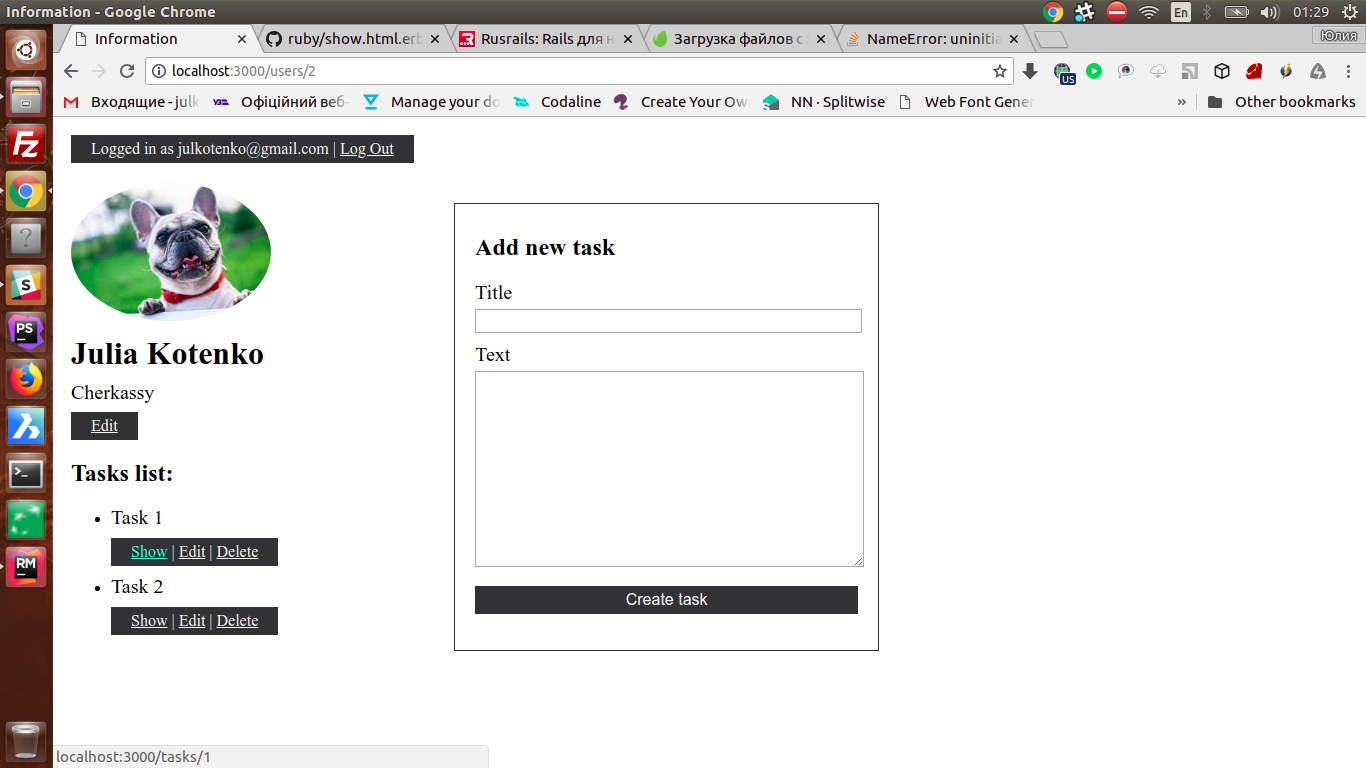 Information - Google Chrome
En
01:29
Information
ruby/show.html.erb
Rusrails: Rails для н
Загрузка файлов с
NameError: uninitia
Юлия
localhost:3000/users/2
US
Входящие - julk
Офіційний веб-
Manage your do
Codaline
Create Your Ow
NN · Splitwise
Web Font Gener
»
Other bookmarks
Logged in as julkotenko@gmail.com | Log Out
Julia Kotenko
Cherkassy
Edit
Tasks list:
Task 1
Show | Edit | Delete
Task 2
Show | Edit | Delete
Add new task
Title
Text
Create task
FZ
?
S
PS
RM
localhost:3000/tasks/1